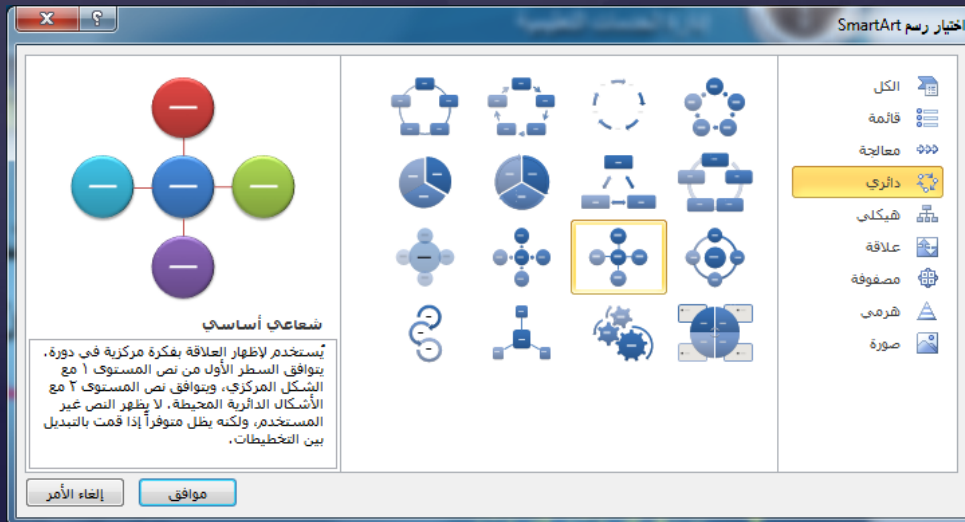 اختيار رسم SmartArt
الكل
قائمة
معالجة
دائري
هيكلي
علاقة
مصفوفة
هرمي
صورة
شعاعي أساسي
يُستخدم لإظهار العلاقة بفكرة مركزية في دورة.
يتوافق السطر الأول من نص المستوى ١ مع
الشكل المركزي، ويتوافق نص المستوى ٢ مع
الأشكال الدائرية المحيطة. لا يظهر النص غير
المستخدم، ولكنه يظل متوفراً إذا قمت بالتبديل
بين التخطيطات.
موافق
إلغاء الأمر